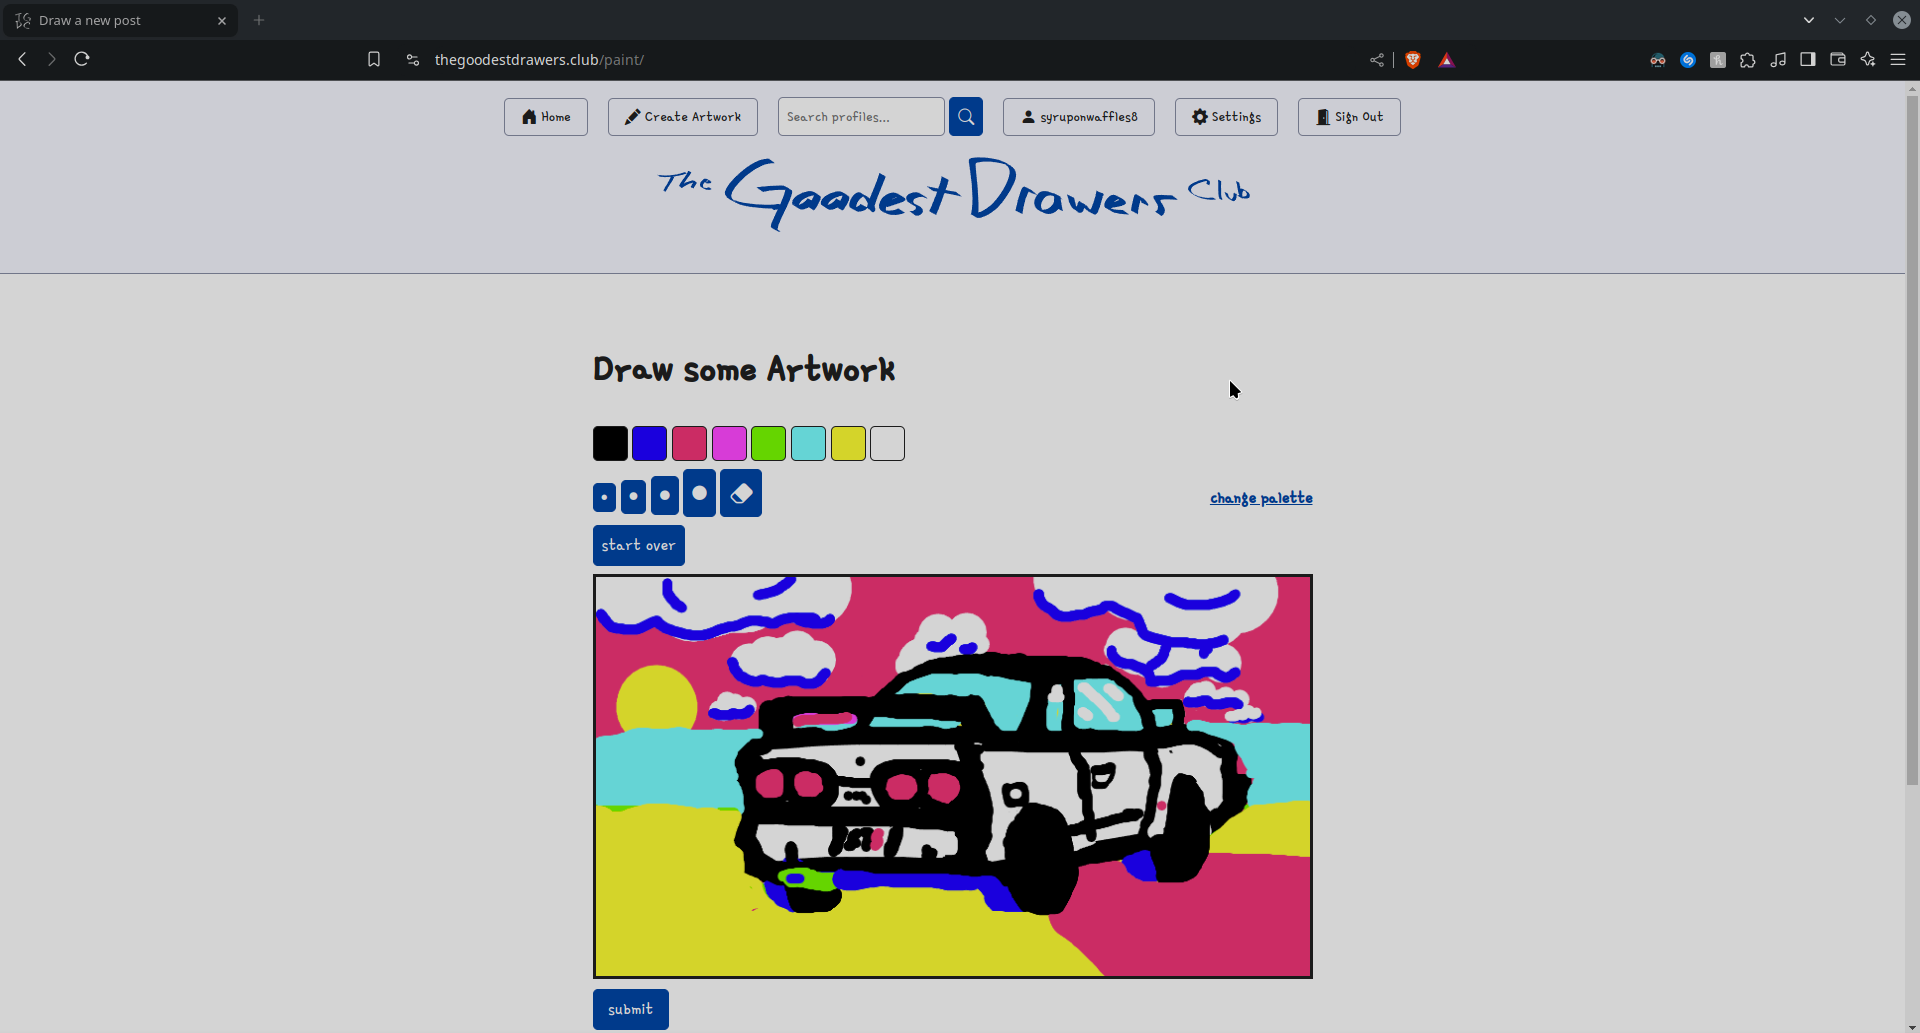 Draw a new post
thegoodestdrawers.club/paint/
Home
Create Artwork
Search profiles...
syruponwaffles8
Settings
Sign Out
The Goodest Drawers Club
Draw some Artwork
change palette
start over
submit